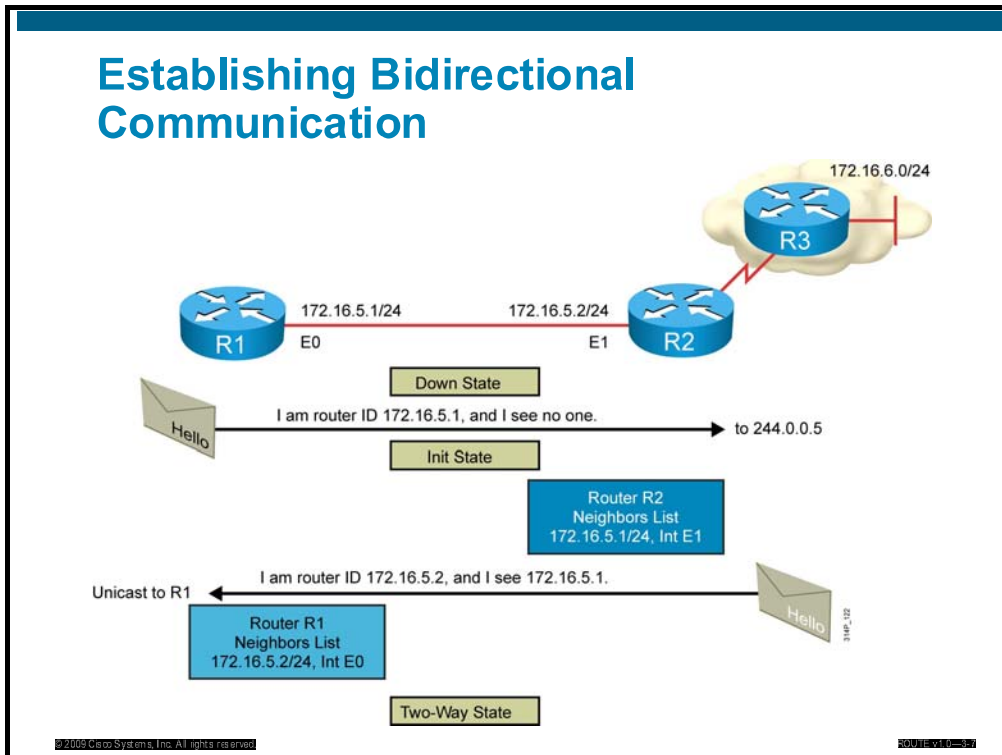 Establishing Bidirectional
Communication
172.16.6.0/24
R3
172.16.5.1/24
172.16.5.2/24
R1
E0
E1
R2
Down State
Hello
I am router ID 172.16.5.1, and I see no one.
to 244.0.0.5
Init State
Router R2
Neighbors List
172.16.5.1/24, Int E1
I am router ID 172.16.5.2, and I see 172.16.5.1.
Unicast to R1
Hello
314P_122
Router R1
Neighbors List
172.16.5.2/24, Int E0
Two-Way State
© 2009 Cisco Systems, Inc. All rights reserved.
ROUTE v1.0—3-7